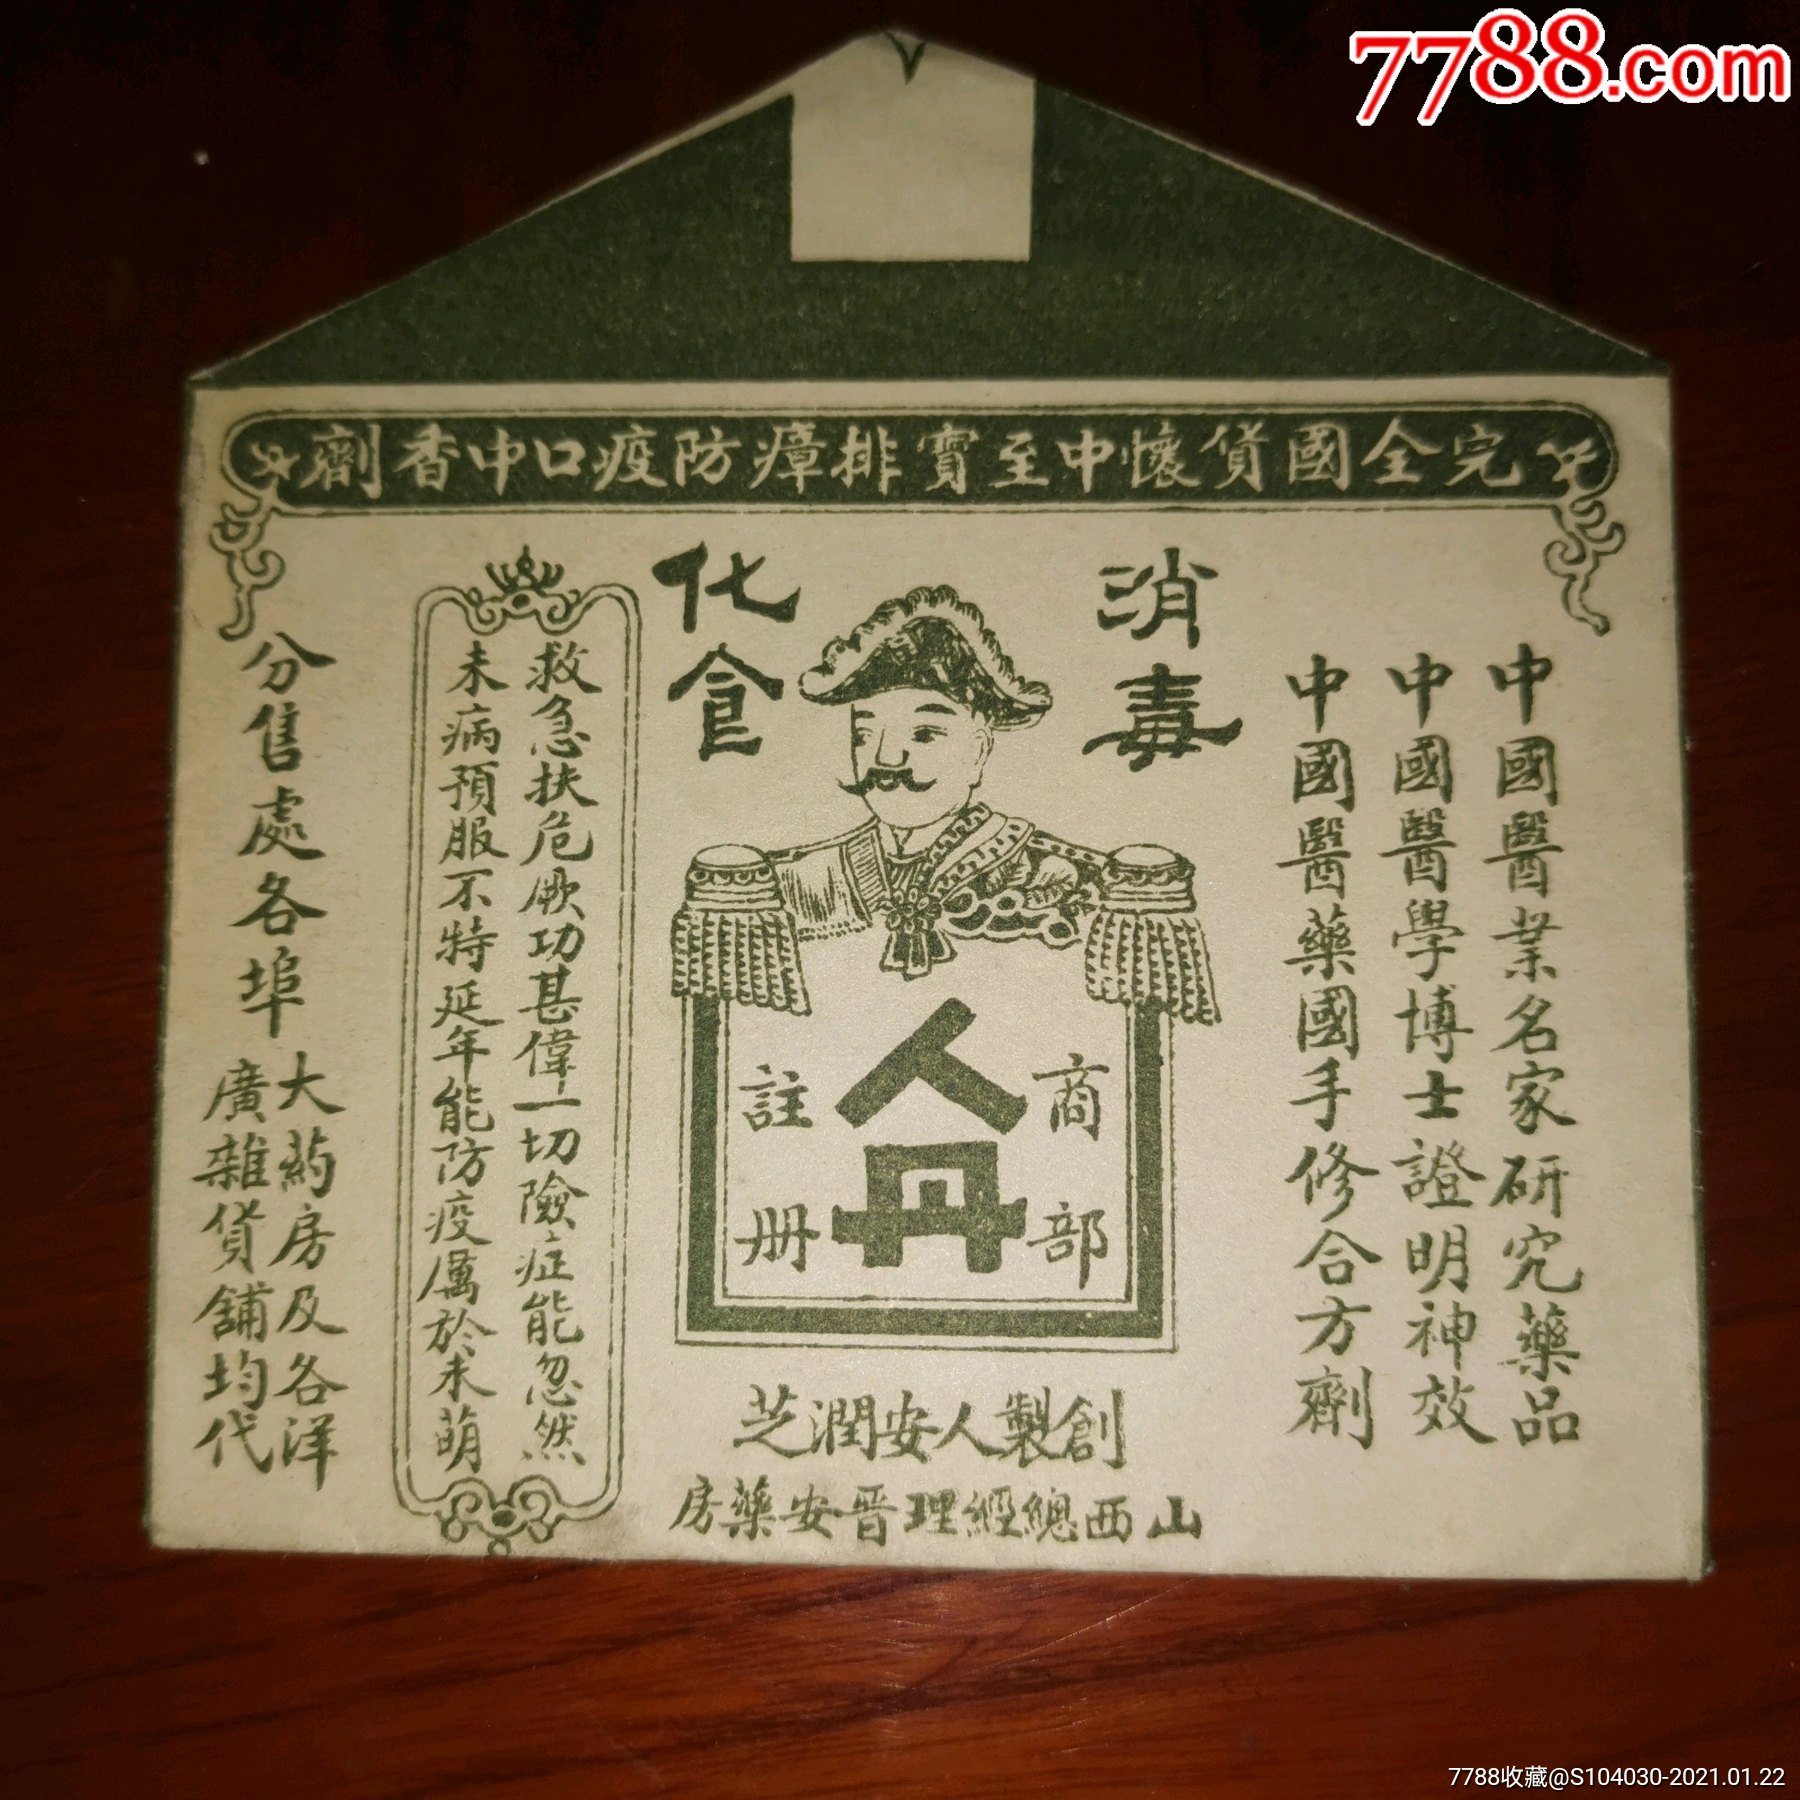 7788.com
完全國貨懷中至寶排瘴防疫口中香劑
中國醫業名家研究藥品
中國醫學博士證明神效
中國醫藥國手修合方劑
消毒
化食
人丹
商部
註册
救急扶危厥功甚偉一切險症能忽然
未病預服不特延年能防疫厲於未萌
分售處各埠
大葯房及各洋
廣雜貨舖均代
創製人安潤芝
山西總經理晉安藥房
7788收藏@S104030-2021.01.22